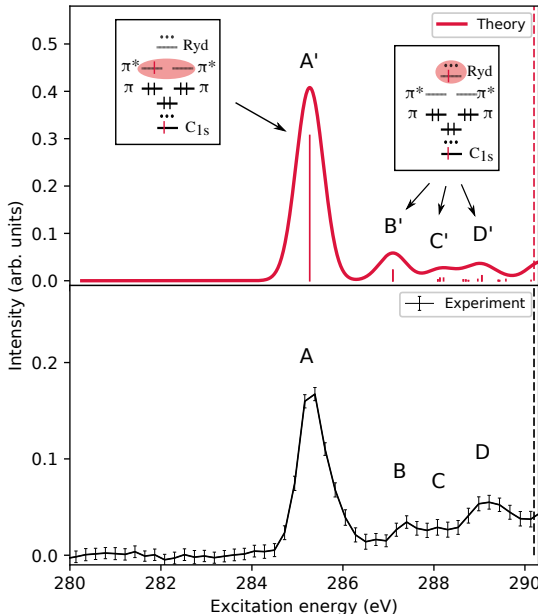 0.5
0.4
0.3
0.2
0.1
0.0
Theory
Ryd
π* π*
π π
C1s
A'
Ryd
π* π*
π π
C1s
B'
C'
D'
Intensity (arb. units)
0.2
0.1
0.0
Experiment
A
B
C
D
280 282 284 286 288 290
Excitation energy (eV)